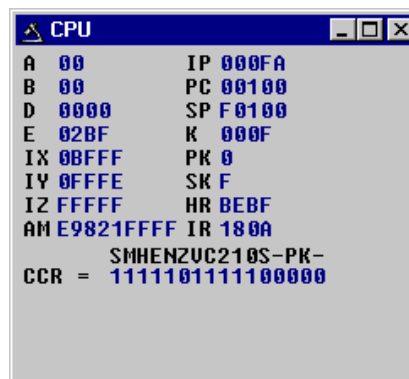 CPU
A 00 IP 000FA
B 00 PC 00100
D 0000 SP F0100
E 02BF K 000F
IX 0BFFF PK 0
IY 0FFFE SK F
IZ FFFFF HR BEBF
AM E9821FFFF IR 180A
SMHENZVC210S-PK-
CCR = 1111101111100000